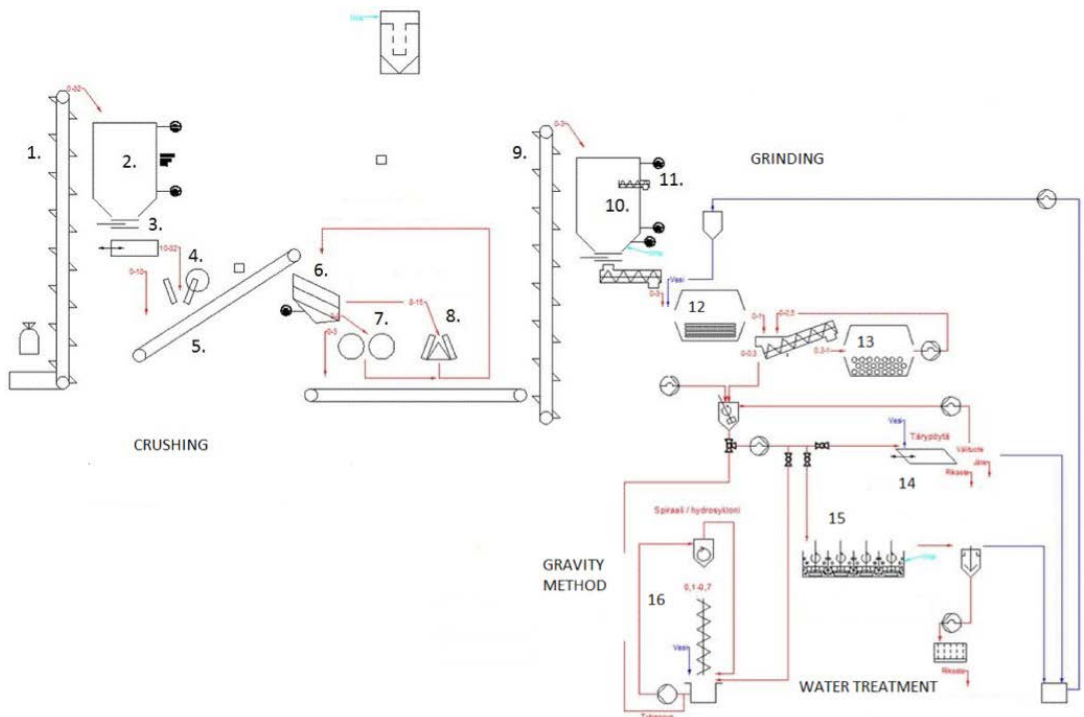 0-32
1.
2.
3.
10-32
4.
0-10
5.
6.
0-3
7.
8-15
8.
CRUSHING
9.
0-3
10.
11.
GRINDING
0-3
Vesi
12
0-1
0-0,5
0-0,3
0,3-1
13
Vesi
Tärypöytä
Välituote
Jäte
Rikaste
14
15
Spiraali / hydrosykloni
GRAVITY
METHOD
16
0,1-0,7
Vesi
WATER TREATMENT
Rikaste